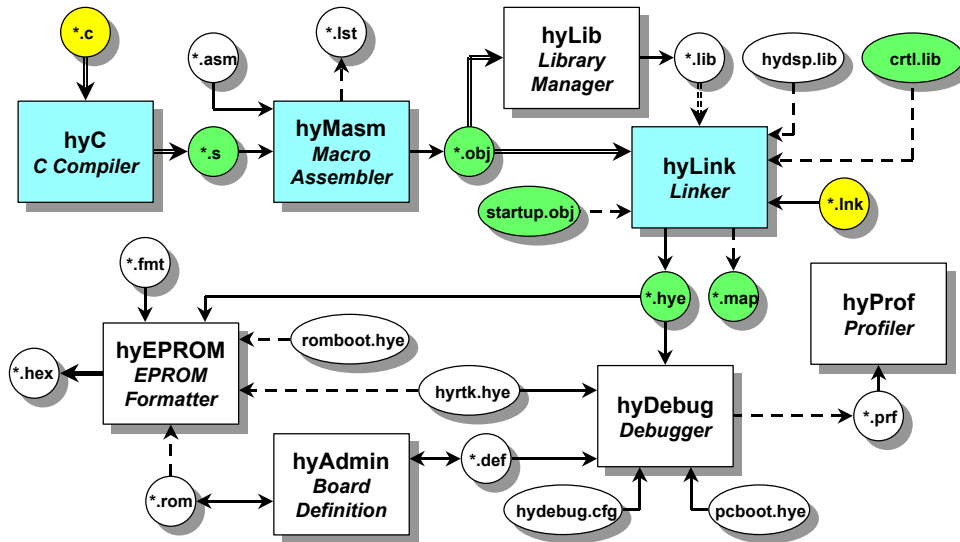 *.c
*.lst
hyLib
Library
Manager
*.asm
*.lib
hydsp.lib
crtl.lib
hyC
C Compiler
*.s
hyMasm
Macro
Assembler
*.obj
hyLink
Linker
startup.obj
*.lnk
*.fmt
*.hye
*.map
hyProf
Profiler
romboot.hye
hyEPROM
EPROM
Formatter
*.hex
hyrtk.hye
hyDebug
Debugger
*.prf
hyAdmin
Board
Definition
*.def
*.rom
hydebug.cfg
pcboot.hye